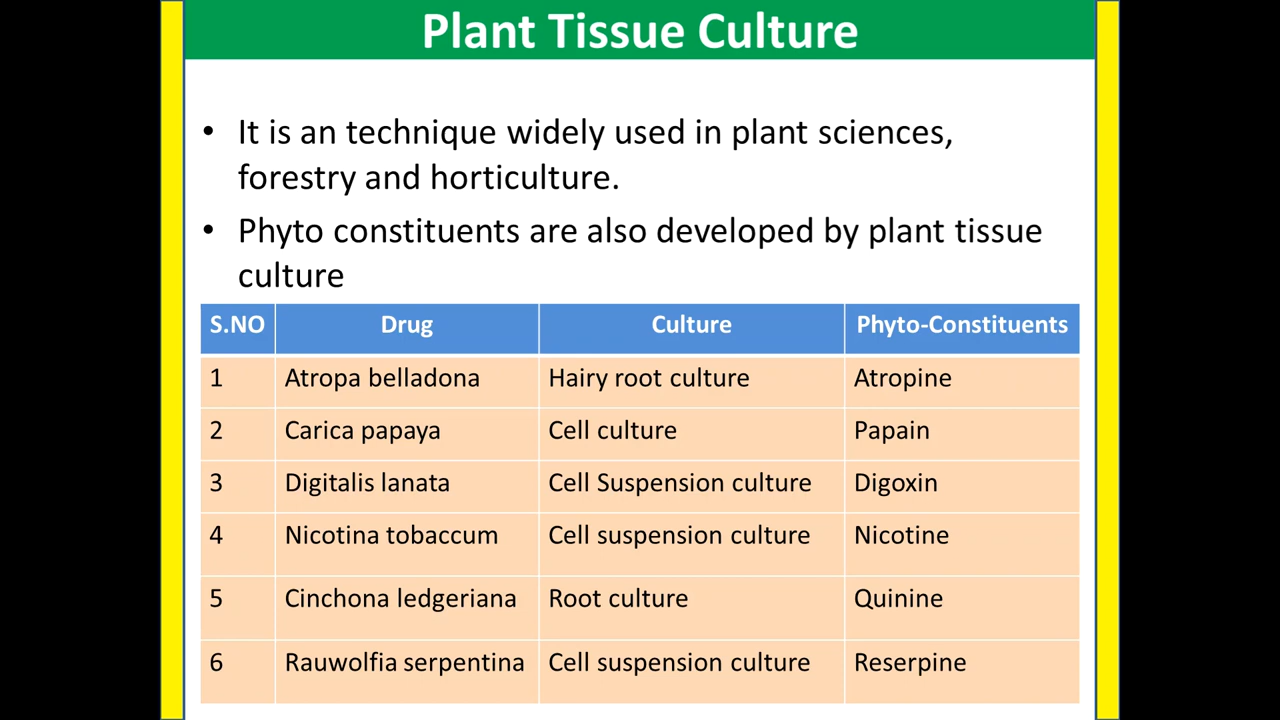 Plant Tissue Culture
• It is an technique widely used in plant sciences,
forestry and horticulture.
• Phyto constituents are also developed by plant tissue
culture
S.NO Drug Culture Phyto-Constituents
1 Atropa belladona Hairy root culture Atropine
2 Carica papaya Cell culture Papain
3 Digitalis lanata Cell Suspension culture Digoxin
4 Nicotina tobaccum Cell suspension culture Nicotine
5 Cinchona ledgeriana Root culture Quinine
6 Rauwolfia serpentina Cell suspension culture Reserpine